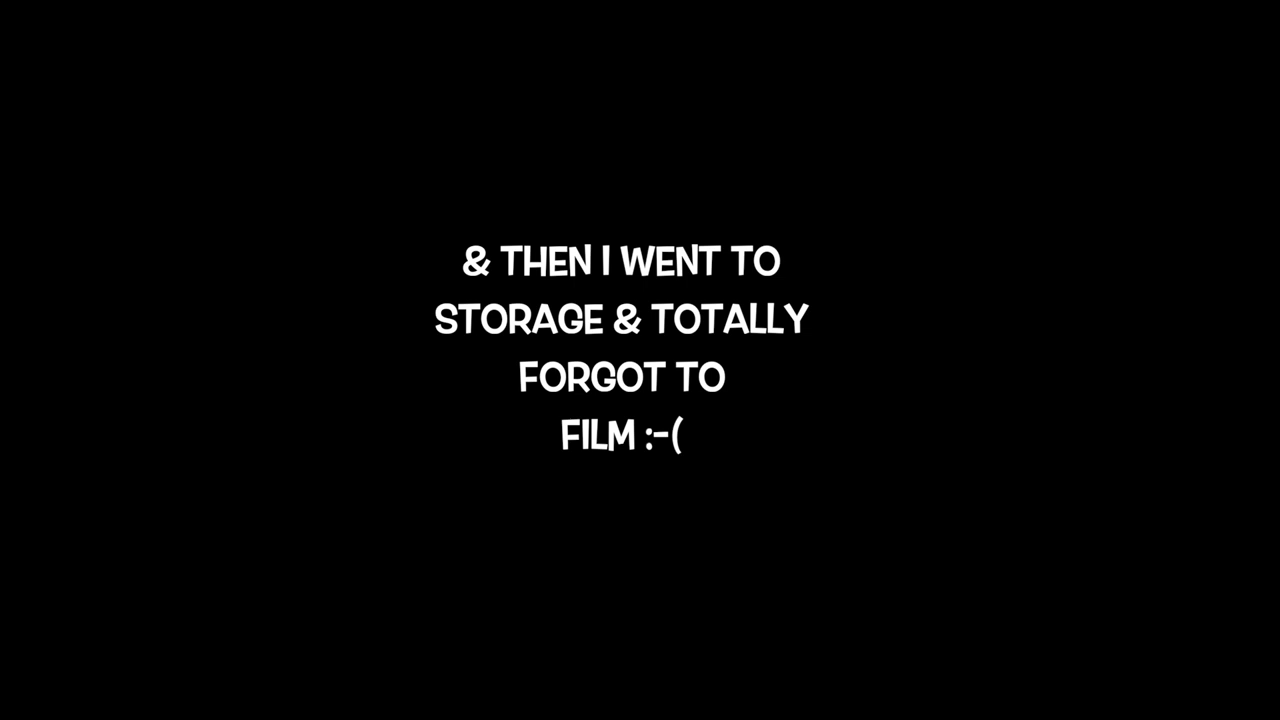 & THEN I WENT TO
STORAGE & TOTALLY
FORGOT TO
FILM :-(